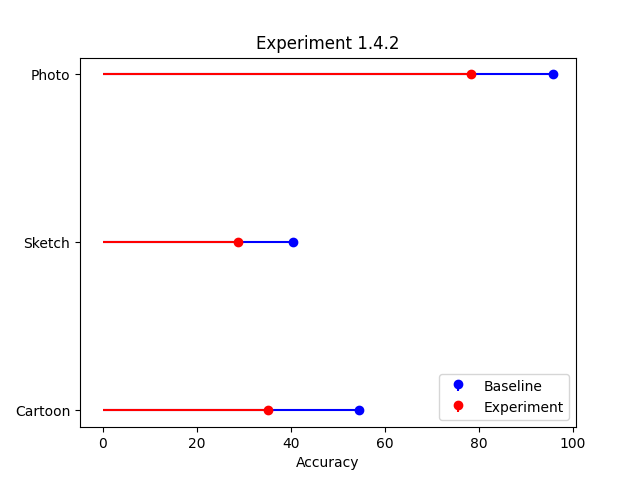 Experiment 1.4.2
Photo
Sketch
Cartoon
Baseline
Experiment
0 20 40 60 80 100
Accuracy